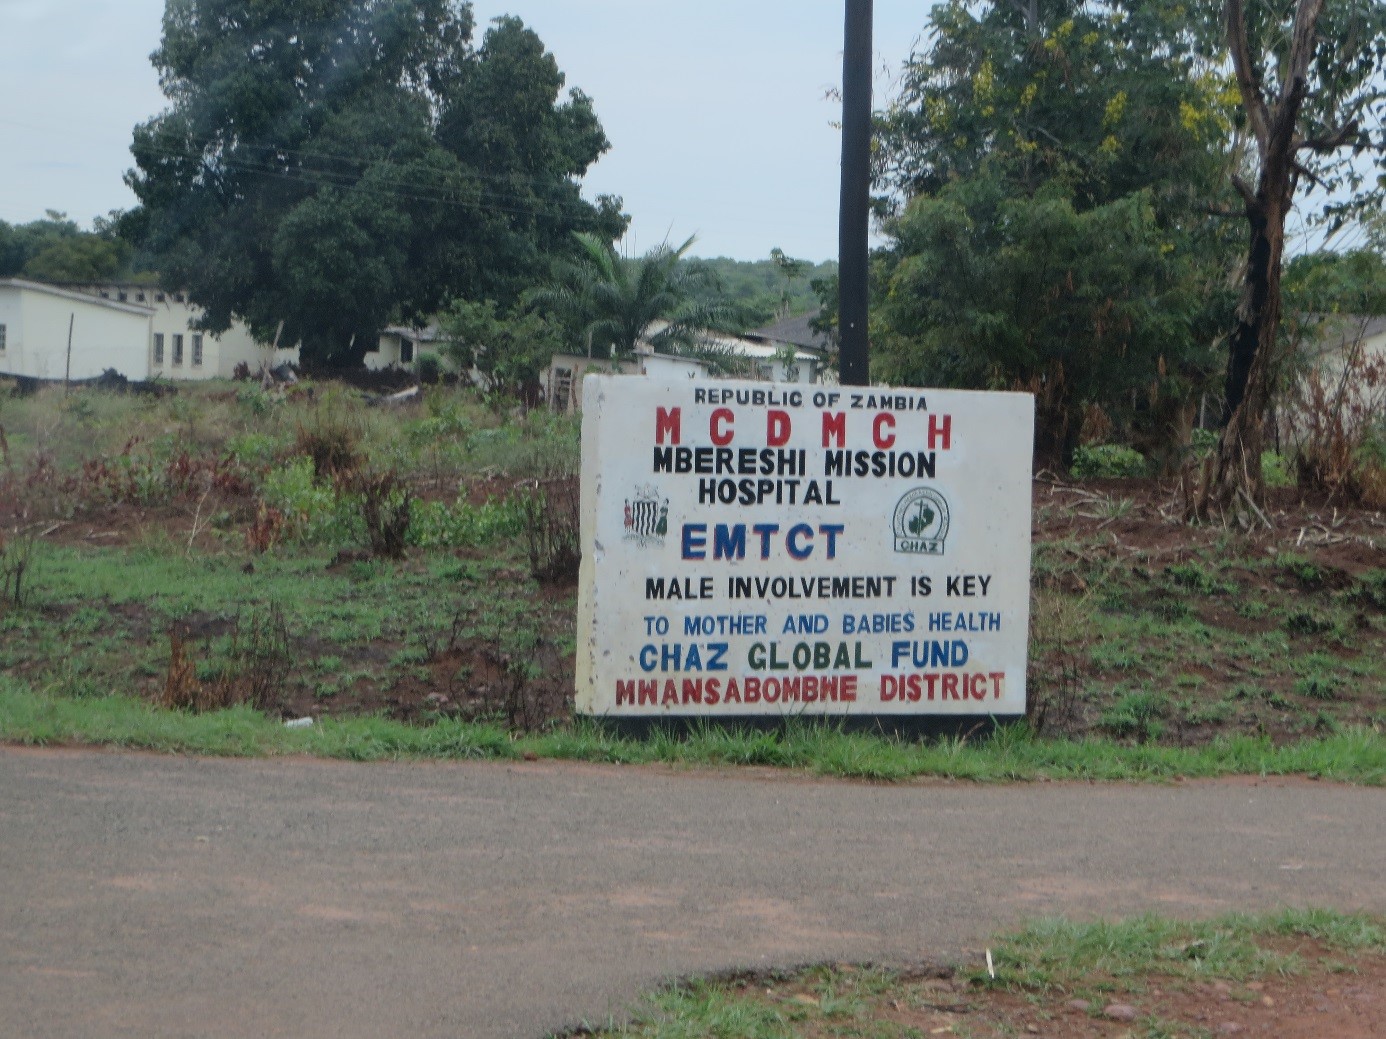 REPUBLIC OF ZAMBIA
MCDMCH
MBERESHI MISSION
HOSPITAL
EMTCT
CHAZ
MALE INVOLVEMENT IS KEY
TO MOTHER AND BABIES HEALTH
CHAZ GLOBAL FUND
MWANSABOMBWE DISTRICT